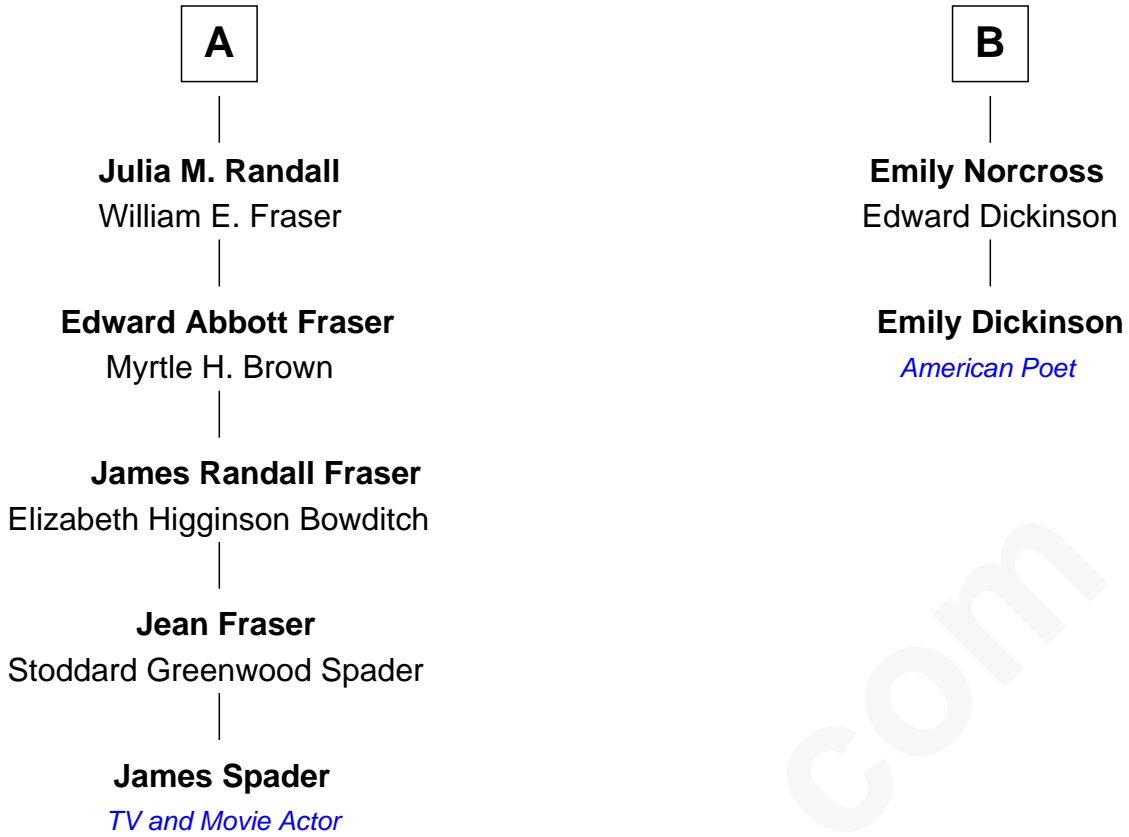 A
Julia M. Randall
William E. Fraser
Edward Abbott Fraser
Myrtle H. Brown
James Randall Fraser
Elizabeth Higginson Bowditch
Jean Fraser
Stoddard Greenwood Spader
James Spader
TV and Movie Actor
B
Emily Norcross
Edward Dickinson
Emily Dickinson
American Poet
com